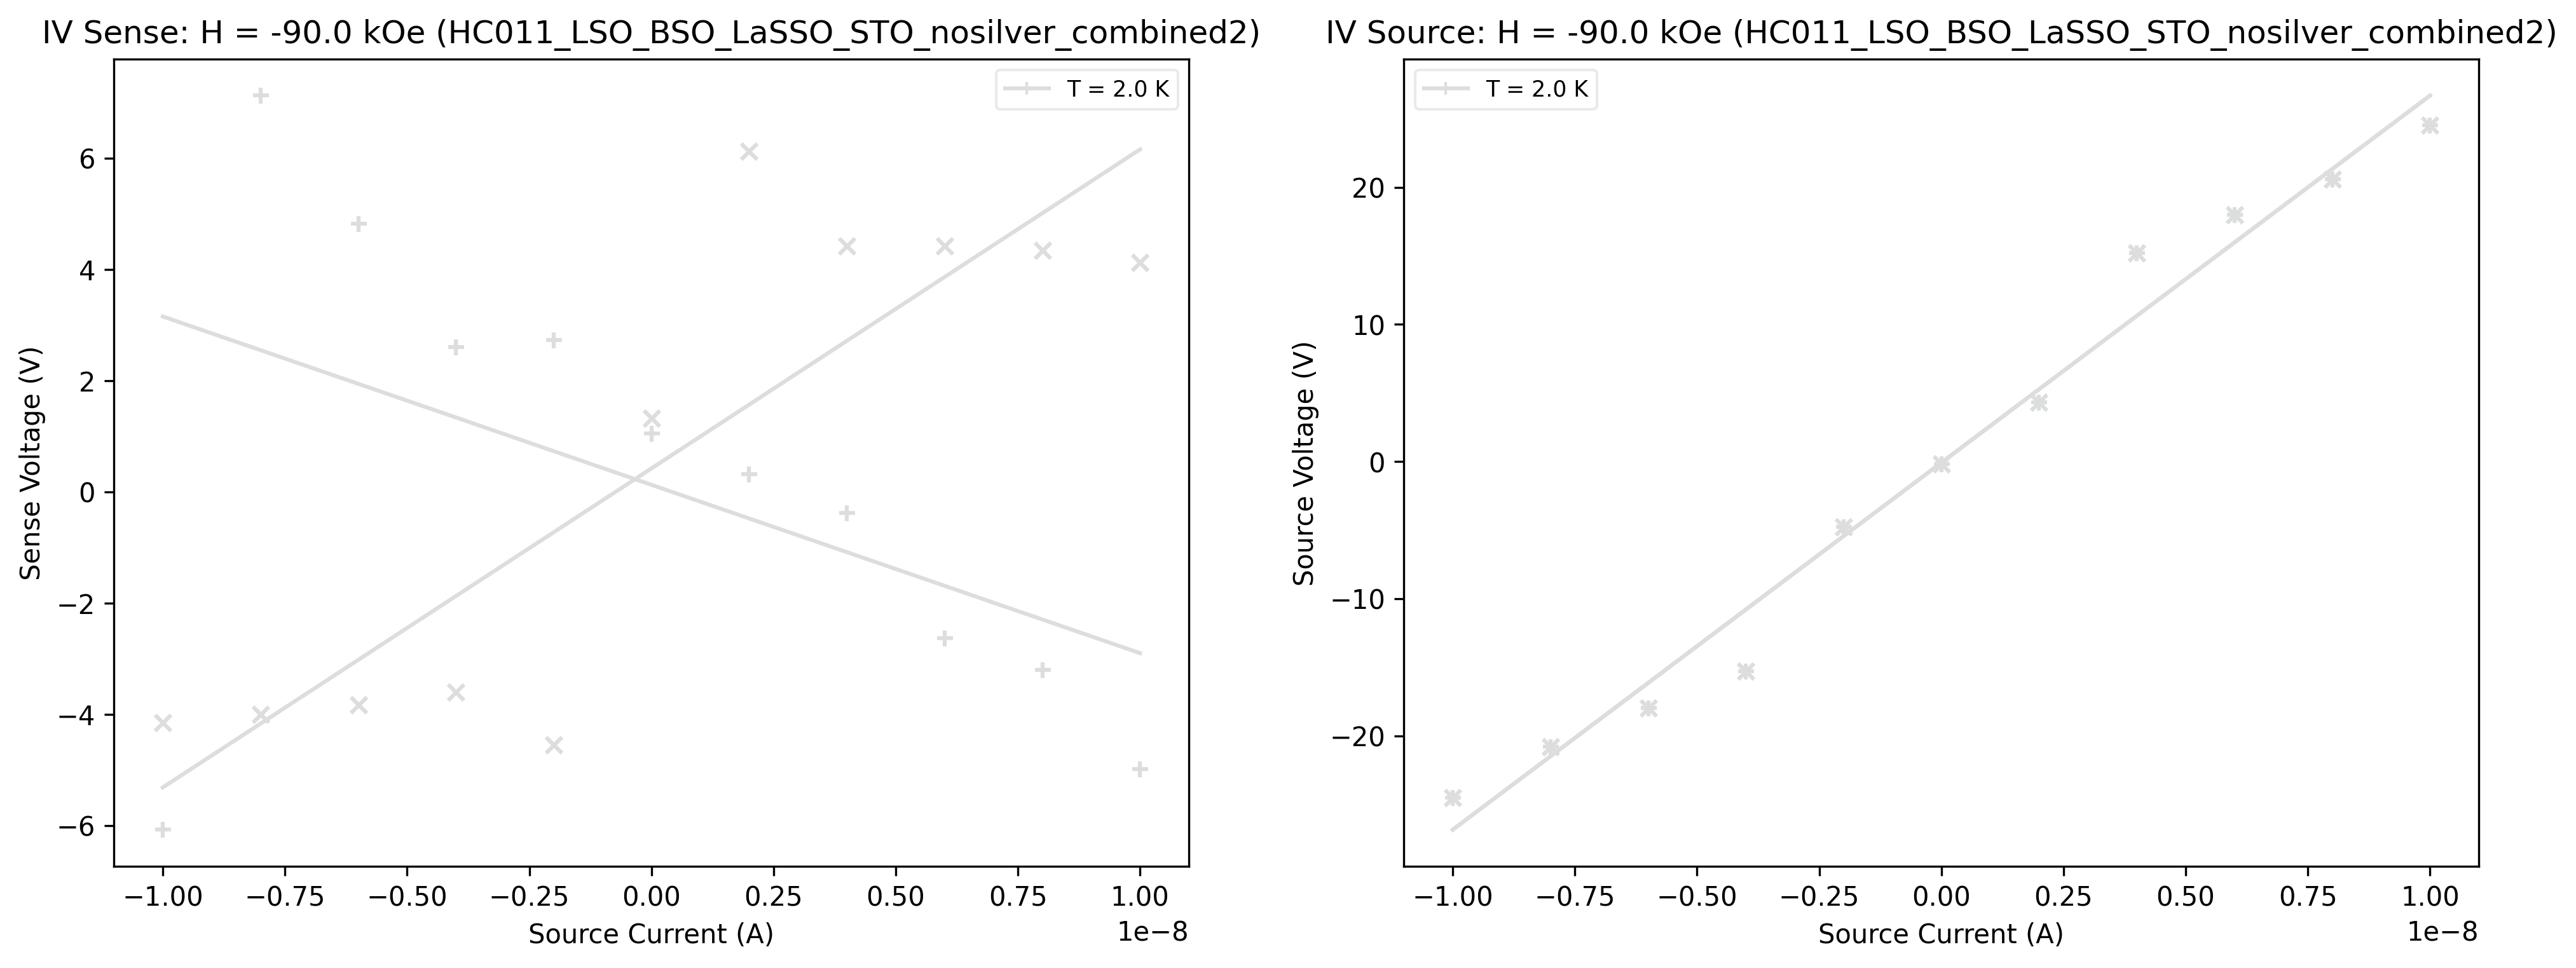 IV Sense: H = -90.0 kOe (HC011_LSO_BSO_LaSSO_STO_nosilver_combined2)
T = 2.0 K
Sense Voltage (V)
6
4
2
0
−2
−4
−6
−1.00 −0.75 −0.50 −0.25 0.00 0.25 0.50 0.75 1.00
1e−8
Source Current (A)
IV Source: H = -90.0 kOe (HC011_LSO_BSO_LaSSO_STO_nosilver_combined2)
T = 2.0 K
Source Voltage (V)
20
10
0
−10
−20
−1.00 −0.75 −0.50 −0.25 0.00 0.25 0.50 0.75 1.00
1e−8
Source Current (A)